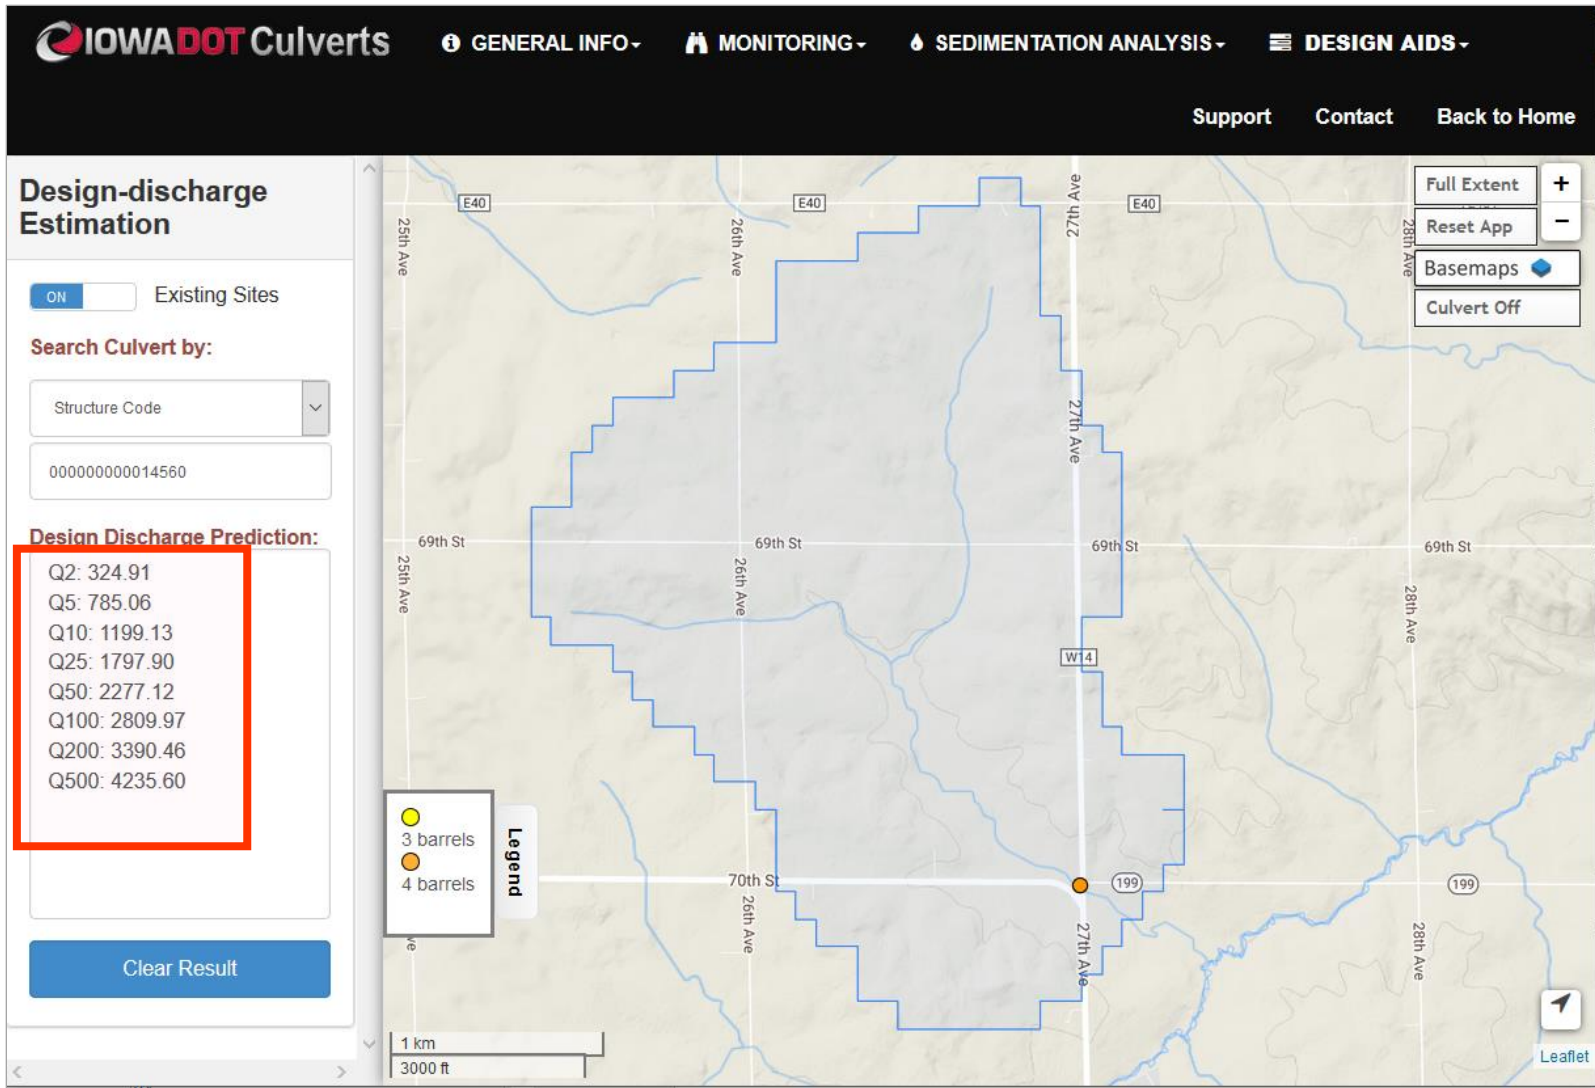 IOWADOT Culverts
GENERAL INFO
MONITORING
SEDIMENTATION ANALYSIS
DESIGN AIDS
Support
Contact
Back to Home
Design-discharge
Estimation
ON
Existing Sites
Search Culvert by:
Structure Code
000000000014560
Design Discharge Prediction:
Q2: 324.91
Q5: 785.06
Q10: 1199.13
Q25: 1797.90
Q50: 2277.12
Q100: 2809.97
Q200: 3390.46
Q500: 4235.60
Clear Result
E40
E40
E40
25th Ave
26th Ave
27th Ave
28th Ave
Full Extent
+
Reset App
−
Basemaps
Culvert Off
27th Ave
69th St
69th St
69th St
69th St
25th Ave
26th Ave
28th Ave
W14
3 barrels
4 barrels
Legend
70th St
199
199
ve
26th Ave
27th Ave
28th Ave
1 km
3000 ft
Leaflet